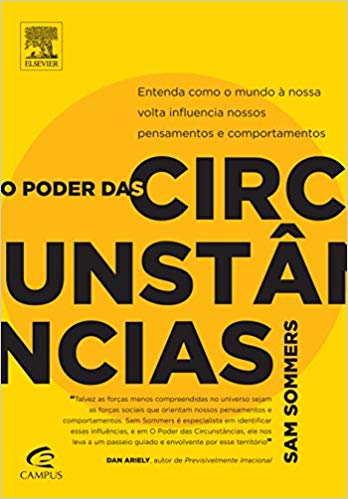 ELSEVIER
Entenda como o mundo à nossa
volta influencia nossos
pensamentos e comportamentos
O PODER DAS CIRC
UNSTÂN
NCIAS
SAM SOMMERS
"Talvez as forças menos compreendidas no universo sejam
as forças sociais que orientam nossos pensamentos e
comportamentos. Sam Sommers é especialista em identificar
essas influências, e em O Poder das Circunstâncias, ele nos
leva a um passeio guiado e envolvente por esse território"
DAN ARIELY, autor de Previsivelmente Irracional
CAMPUS